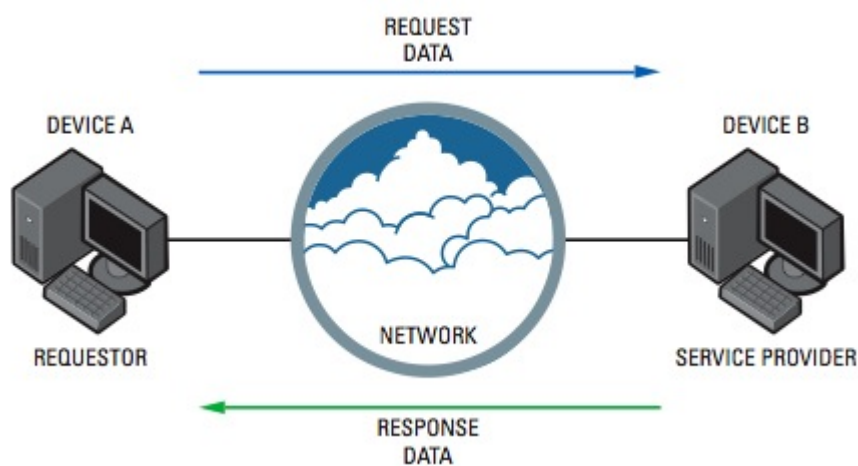 REQUEST
DATA
DEVICE A
DEVICE B
NETWORK
REQUESTOR
SERVICE PROVIDER
RESPONSE
DATA